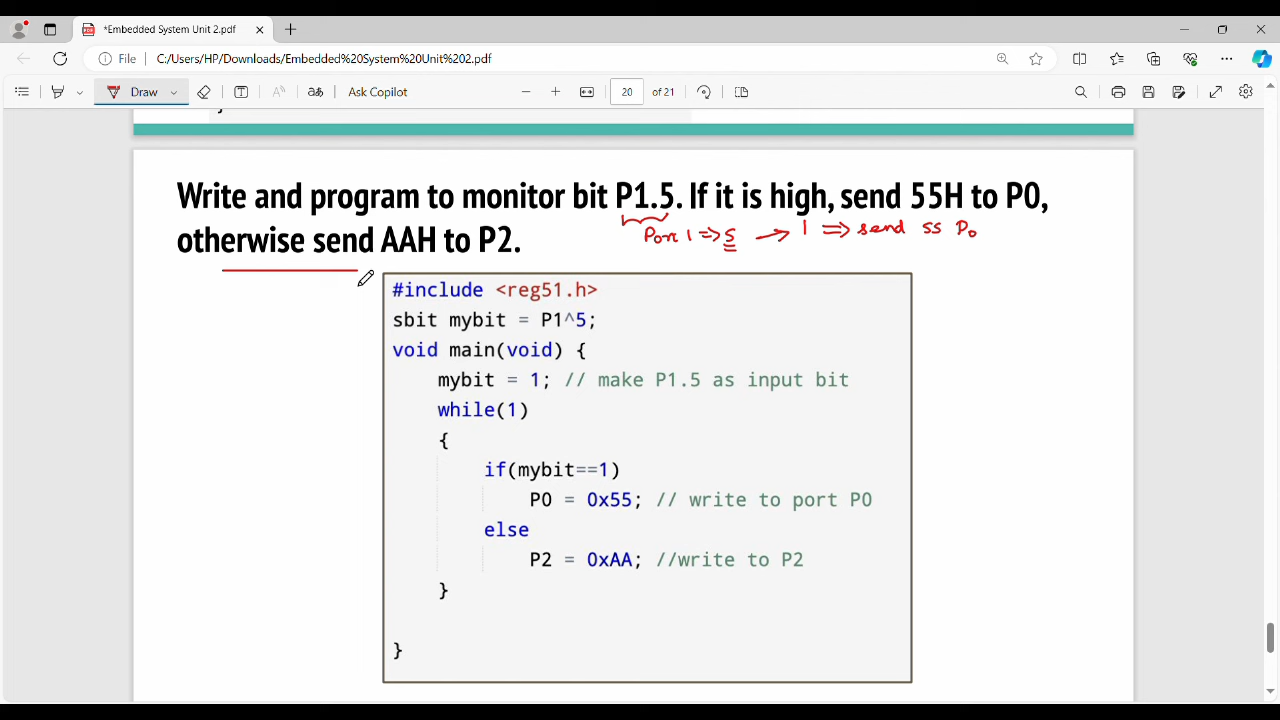 *Embedded System Unit 2.pdf
File C:/Users/HP/Downloads/Embedded%20System%20Unit%202.pdf
Draw Ask Copilot 20 of 21
}
Write and program to monitor bit P1.5. If it is high, send 55H to P0,
Port 1 => 5 → 1 => send 55 P0
otherwise send AAH to P2.
#include <reg51.h>
sbit mybit = P1^5;
void main(void) {
mybit = 1; // make P1.5 as input bit
while(1)
{
if(mybit==1)
P0 = 0x55; // write to port P0
else
P2 = 0xAA; //write to P2
}
}